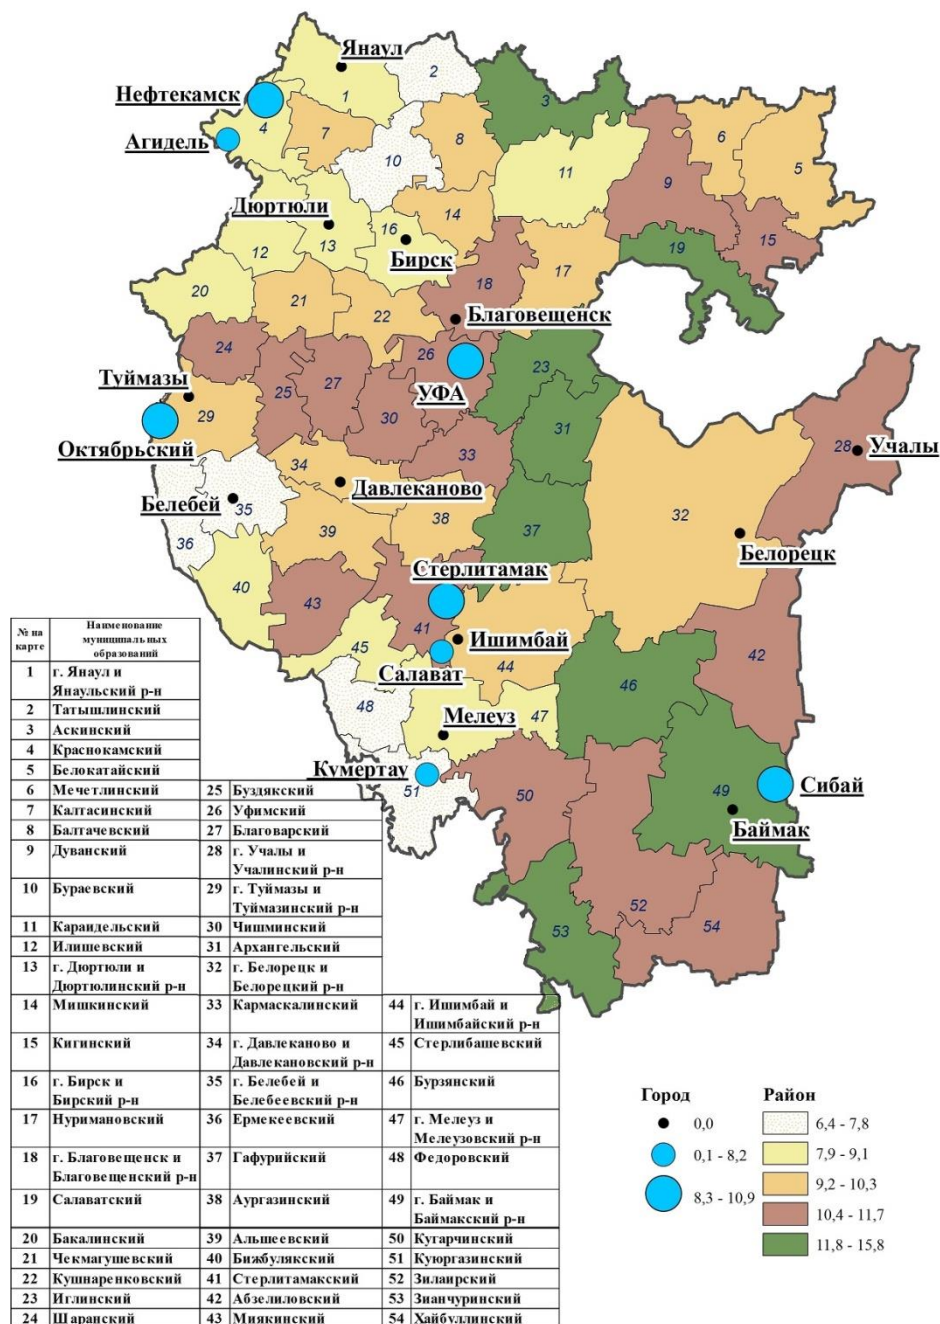 Янаул
2
Нефтекамск
1
3
4
7
8
6
5
Агидель
10
11
9
Дюртюли
14
16
12
13
Бирск
19
15
20
21
22
18
17
Благовещенск
24
26
23
Туймазы
25
27
УФА
29
30
31
28
Учалы
Октябрьский
34
33
Давлеканово
Белебей
35
36
39
38
37
32
Белорецк
Стерлитамак
40
43
41
Ишимбай
45
Салават
44
46
42
48
Мелеуз
47
Кумертау
51
50
49
Сибай
Баймак
53
52
54
№ на карте Наименование муниципальных образований
1 г. Янаул и Янаульский р-н
2 Татышлинский
3 Аскинский
4 Краснокамский
5 Белокатайский
6 Мечетлинский 25 Буздякский
7 Калтасинский 26 Уфимский
8 Балтачевский 27 Благоварский
9 Дуванский 28 г. Учалы и Учалинский р-н
10 Бураевский 29 г. Туймазы и Туймазинский р-н
11 Караидельский 30 Чишминский
12 Илишевский 31 Архангельский
13 г. Дюртюли и Дюртюлинский р-н 32 г. Белорецк и Белорецкий р-н
14 Мишкинский 33 Кармаскалинский 44 г. Ишимбай и Ишимбайский р-н
15 Кигинский 34 г. Давлеканово и Давлекановский р-н 45 Стерлибашевский
16 г. Бирск и Бирский р-н 35 г. Белебей и Белебеевский р-н 46 Бурзянский
17 Нуримановский 36 Ермекеевский 47 г. Мелеуз и Мелеузовский р-н
18 г. Благовещенск и Благовещенский р-н 37 Гафурийский 48 Федоровский
19 Салаватский 38 Аургазинский 49 г. Баймак и Баймакский р-н
20 Бакалинский 39 Альшеевский 50 Кугарчинский
21 Чекмагушевский 40 Бижбулякский 51 Куюргазинский
22 Кушнаренковский 41 Стерлитамакский 52 Зилаирский
23 Иглинский 42 Абзелиловский 53 Зианчуринский
24 Шаранский 43 Миякинский 54 Хайбуллинский
Город
0,0
0,1 - 8,2
8,3 - 10,9
Район
6,4 - 7,8
7,9 - 9,1
9,2 - 10,3
10,4 - 11,7
11,8 - 15,8